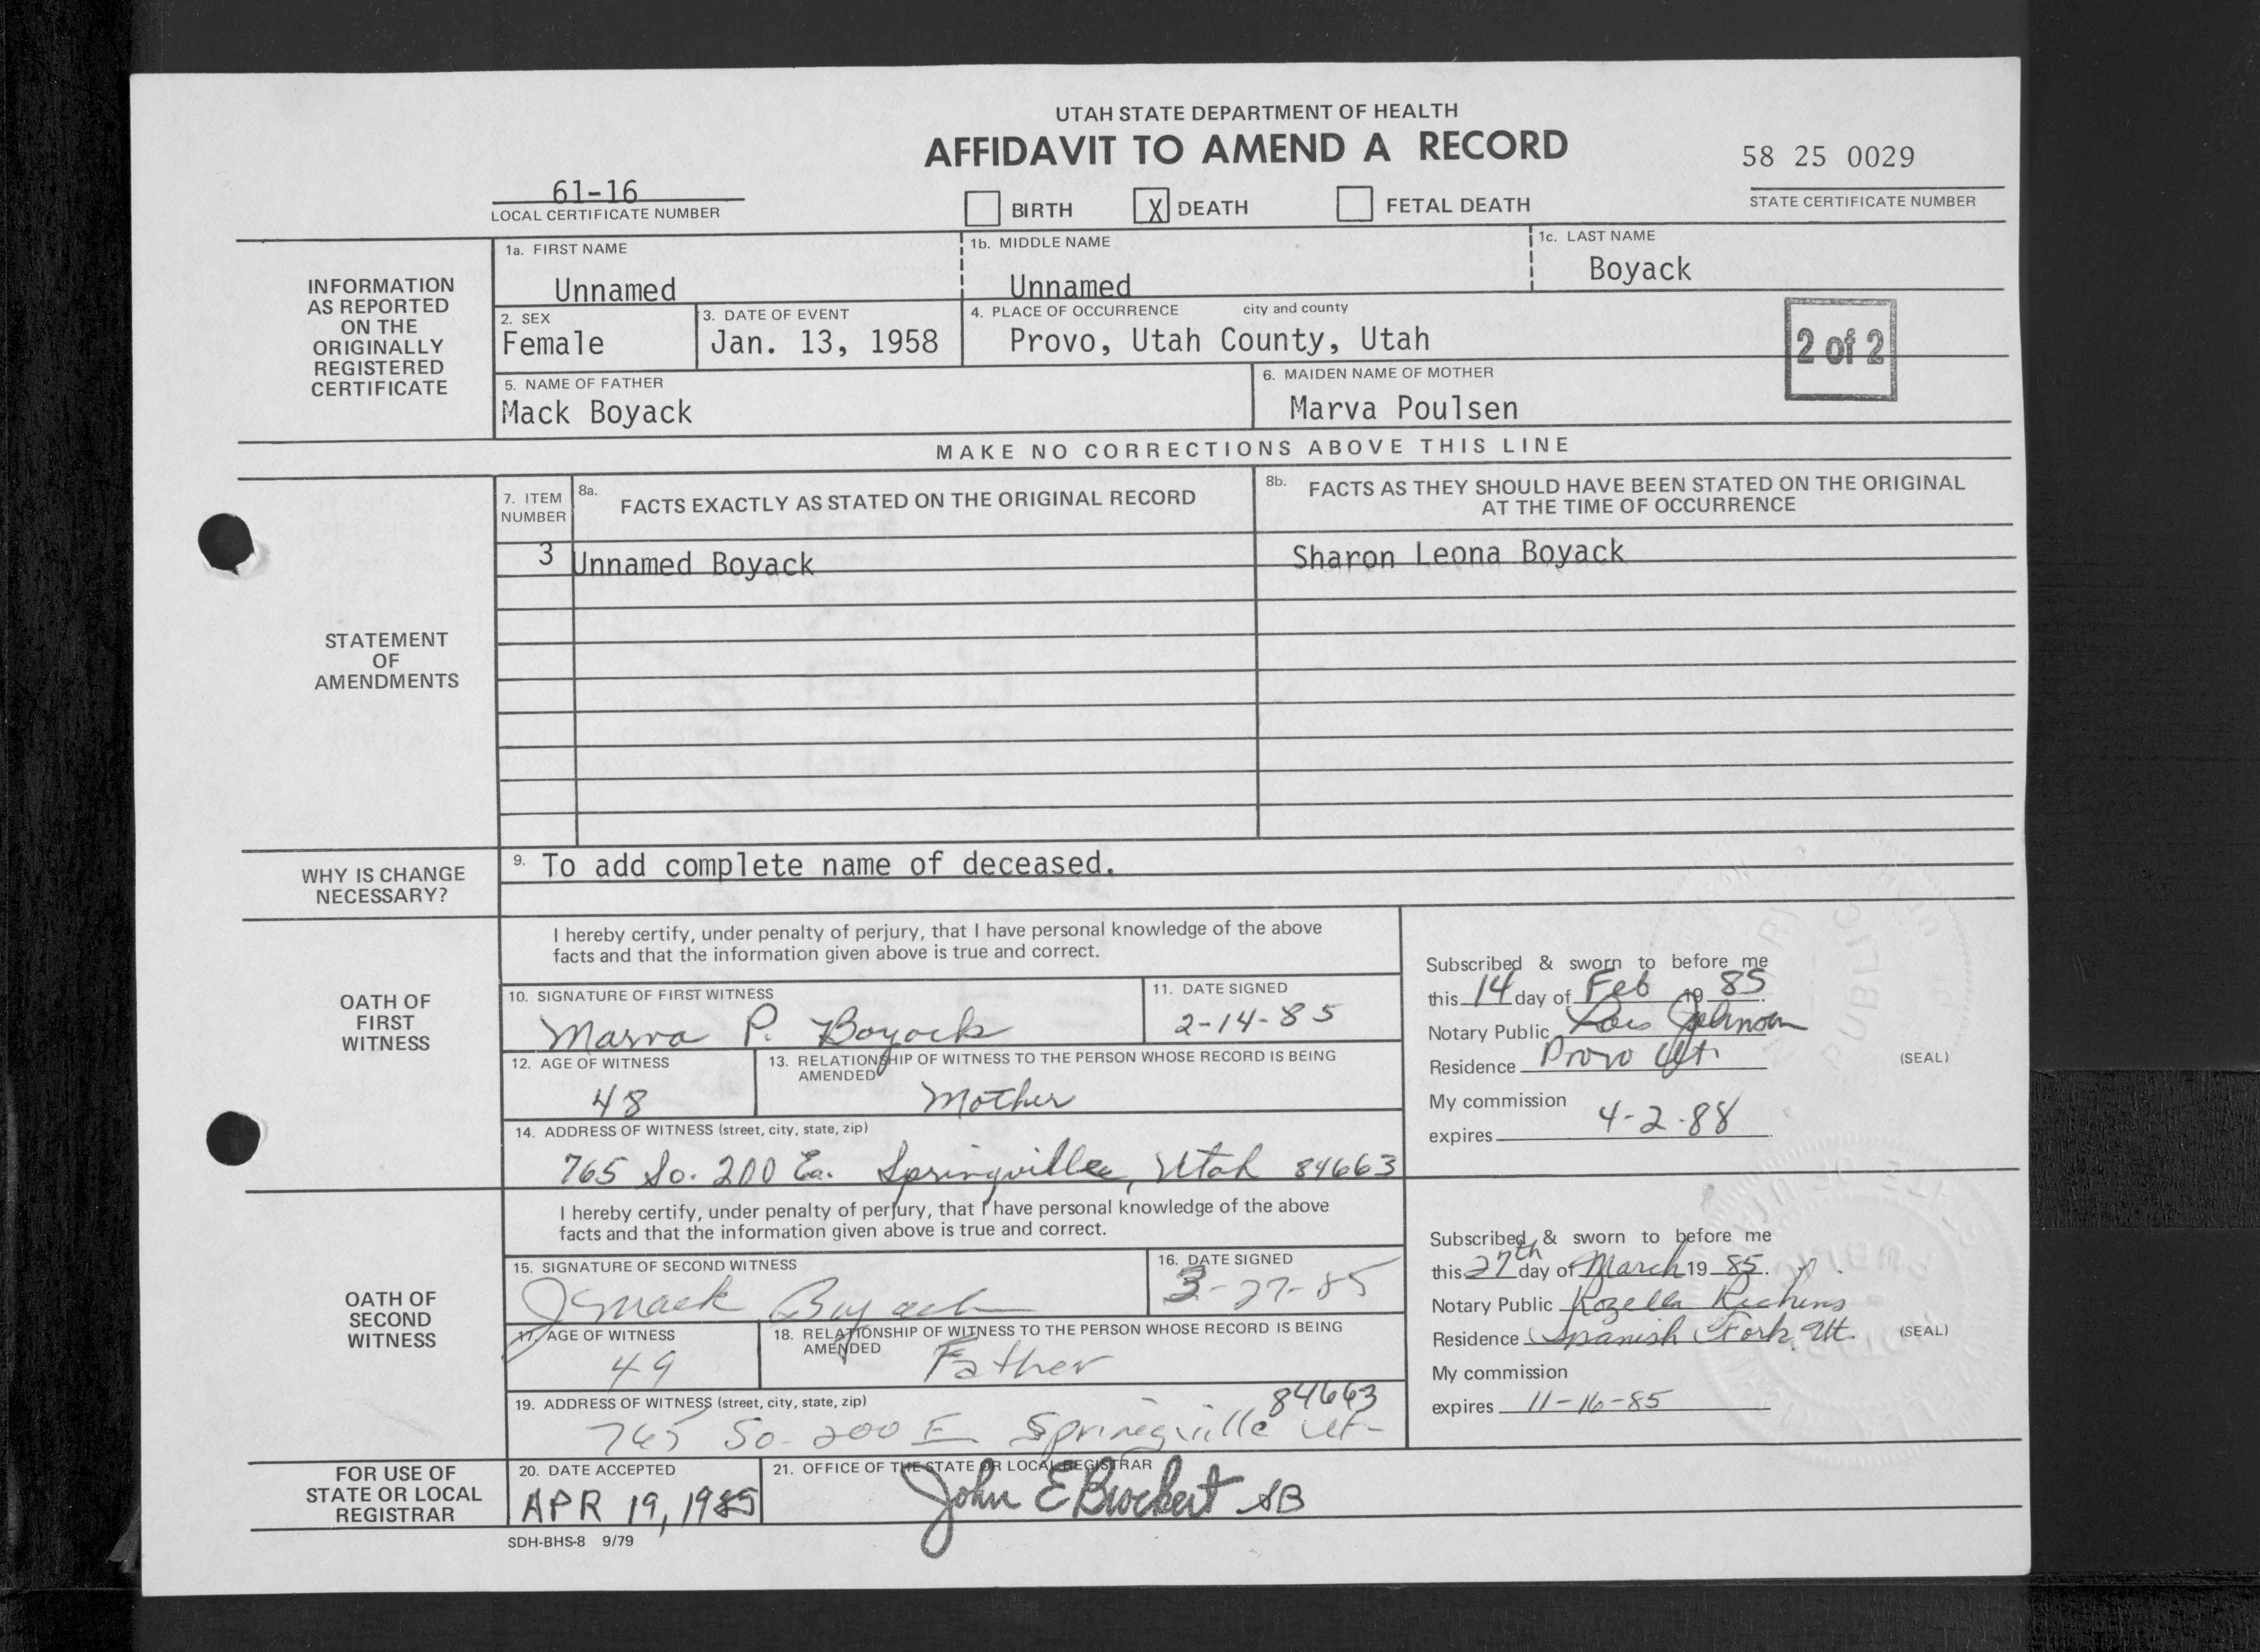 UTAH STATE DEPARTMENT OF HEALTH
AFFIDAVIT TO AMEND A RECORD
58 25 0029
STATE CERTIFICATE NUMBER
61-16
LOCAL CERTIFICATE NUMBER
BIRTH X DEATH FETAL DEATH
INFORMATION AS REPORTED ON THE ORIGINALLY REGISTERED CERTIFICATE
1a. FIRST NAME
Unnamed
1b. MIDDLE NAME
Unnamed
1c. LAST NAME
Boyack
2. SEX
Female
3. DATE OF EVENT
Jan. 13, 1958
4. PLACE OF OCCURRENCE city and county
Provo, Utah County, Utah
2 of 2
5. NAME OF FATHER
Mack Boyack
6. MAIDEN NAME OF MOTHER
Marva Poulsen
MAKE NO CORRECTIONS ABOVE THIS LINE
STATEMENT OF AMENDMENTS
7. ITEM NUMBER
8a. FACTS EXACTLY AS STATED ON THE ORIGINAL RECORD
8b. FACTS AS THEY SHOULD HAVE BEEN STATED ON THE ORIGINAL
AT THE TIME OF OCCURRENCE
3 Unnamed Boyack Sharon Leona Boyack
WHY IS CHANGE NECESSARY?
9. To add complete name of deceased.
OATH OF FIRST WITNESS
I hereby certify, under penalty of perjury, that I have personal knowledge of the above
facts and that the information given above is true and correct.
10. SIGNATURE OF FIRST WITNESS
Marva P. Boyack
11. DATE SIGNED
2-14-85
12. AGE OF WITNESS
48
13. RELATIONSHIP OF WITNESS TO THE PERSON WHOSE RECORD IS BEING
AMENDED
Mother
14. ADDRESS OF WITNESS (street, city, state, zip)
765 So. 200 Ea. Springville, Utah 84663
Subscribed & sworn to before me
this 14 day of Feb 19 85.
Notary Public Lois Johnson
Residence Provo Ut.
(SEAL)
My commission
expires 4-2-88
OATH OF SECOND WITNESS
I hereby certify, under penalty of perjury, that I have personal knowledge of the above
facts and that the information given above is true and correct.
15. SIGNATURE OF SECOND WITNESS
J Mack Boyack
16. DATE SIGNED
3-27-85
17. AGE OF WITNESS
49
18. RELATIONSHIP OF WITNESS TO THE PERSON WHOSE RECORD IS BEING
AMENDED
Father
19. ADDRESS OF WITNESS (street, city, state, zip)
84663
765 So. 200 E Springville Ut-
Subscribed & sworn to before me
this 27th day of March 19 85.
Notary Public Rozella Richins
Residence Spanish Fork Ut.
(SEAL)
My commission
expires 11-16-85
FOR USE OF STATE OR LOCAL REGISTRAR
20. DATE ACCEPTED
APR 19, 1985
21. OFFICE OF THE STATE OR LOCAL REGISTRAR
John E Brockert SB
SDH-BHS-8 9/79